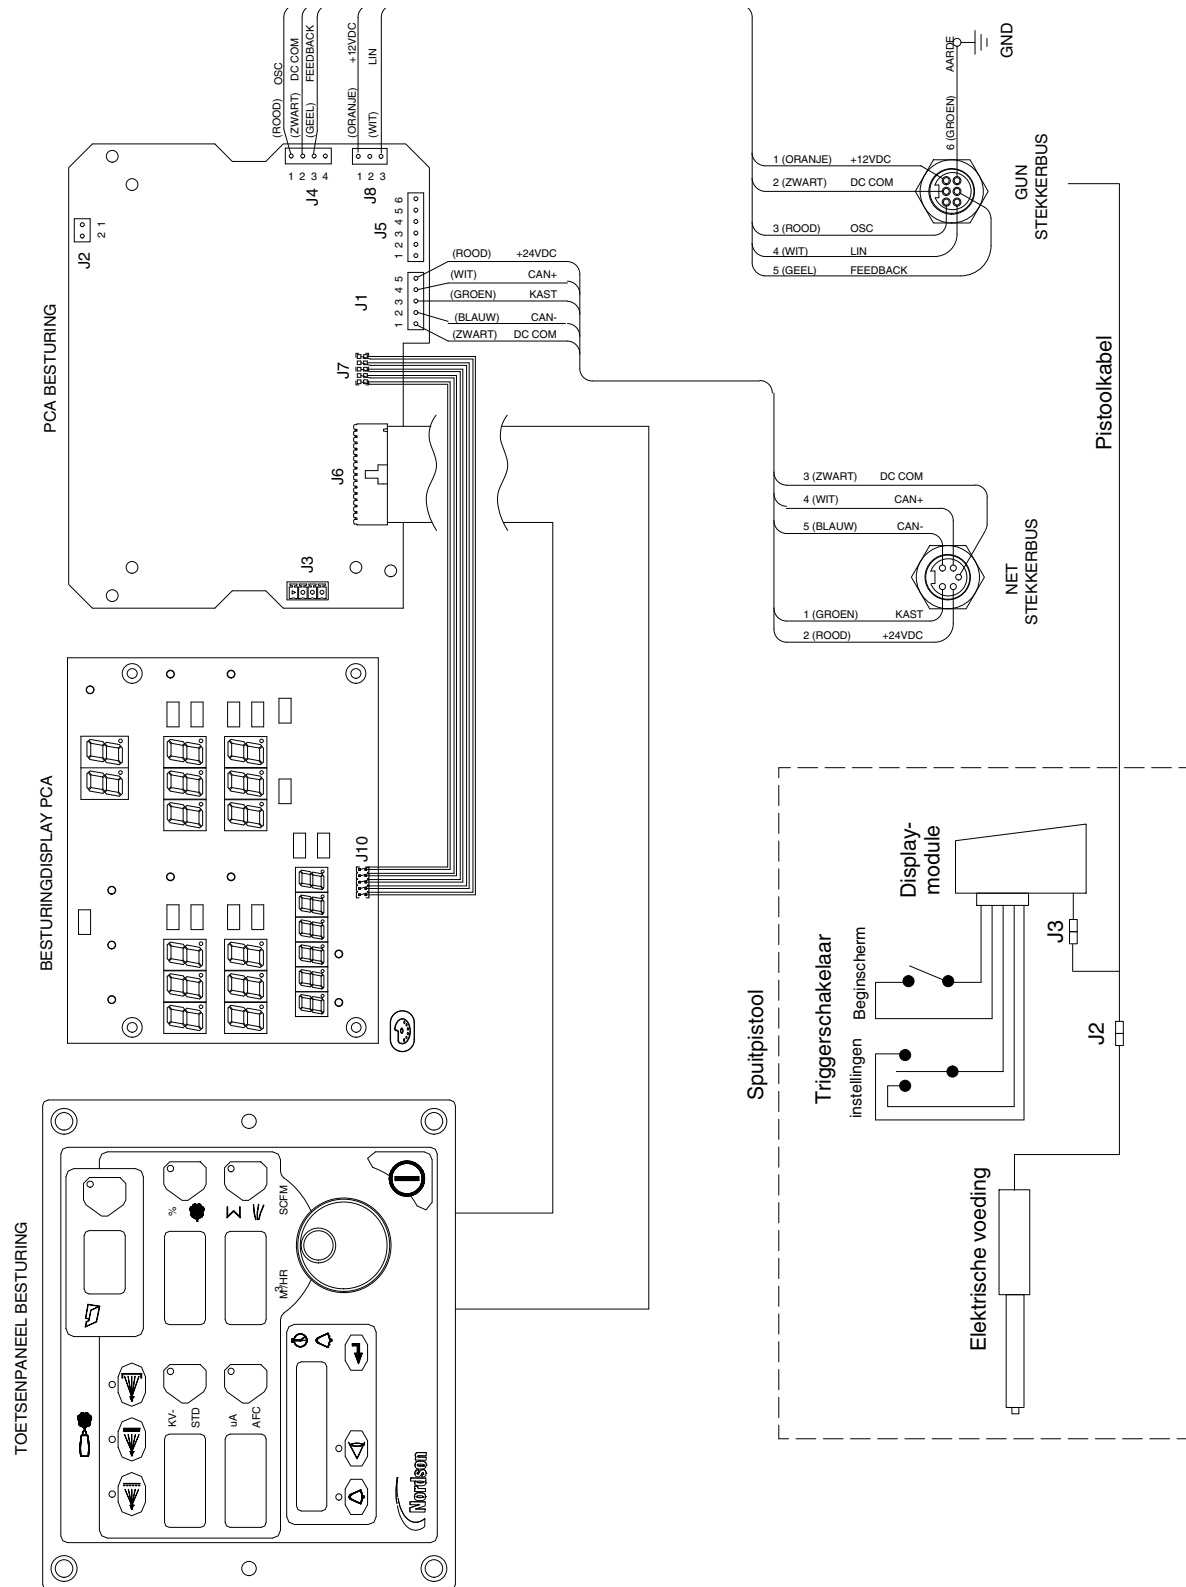 TOETSENPANEEL BESTURING
KV-
STD
uA
AFC
%
M³/HR
SCFM
Nordson
BESTURINGDISPLAY PCA
J10
PCA BESTURING
J2
2 1
J3
J6
J7
J1
1 2 3 4 5
J5
1 2 3 4 5 6
J4
1
2
3
4
J8
1
2
3
(ROOD) OSC
(ZWART) DC COM
(GEEL) FEEDBACK
(ORANJE) +12VDC
(WIT) LIN
(ROOD) +24VDC
(WIT) CAN+
(GROEN) KAST
(BLAUW) CAN-
(ZWART) DC COM
1 (ORANJE) +12VDC
2 (ZWART) DC COM
3 (ROOD) OSC
4 (WIT) LIN
5 (GEEL) FEEDBACK
6 (GROEN) AARDE
GND
GUN
STEKKERBUS
3 (ZWART) DC COM
4 (WIT) CAN+
5 (BLAUW) CAN-
1 (GROEN) KAST
2 (ROOD) +24VDC
NET
STEKKERBUS
Pistoolkabel
Spuitpistool
Triggerschakelaar
instellingen
Beginscherm
Display-
module
J3
J2
Elektrische voeding